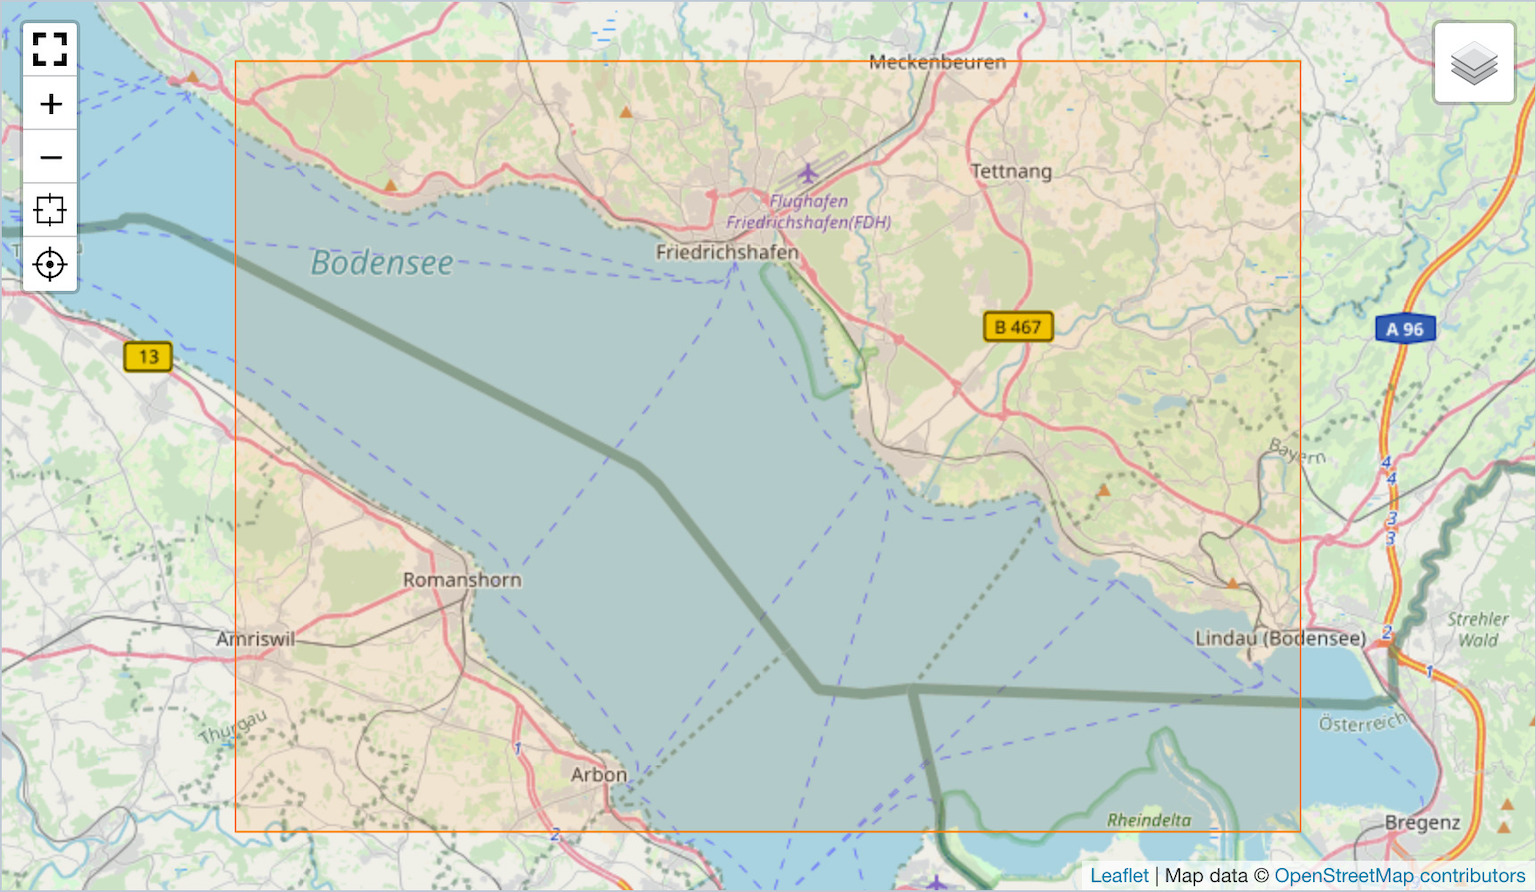 Meckenbeuren
Tettnang
Flughafen
Friedrichshafen(FDH)
Friedrichshafen
Bodensee
+
−
13
B 467
A 96
Bayern
4
4
3
3
Romanshorn
Amriswil
Lindau (Bodensee)
2
Strehler
Wald
1
Thurgau
Österreich
1
Arbon
2
Rheindelta
Bregenz
Leaflet | Map data © OpenStreetMap contributors